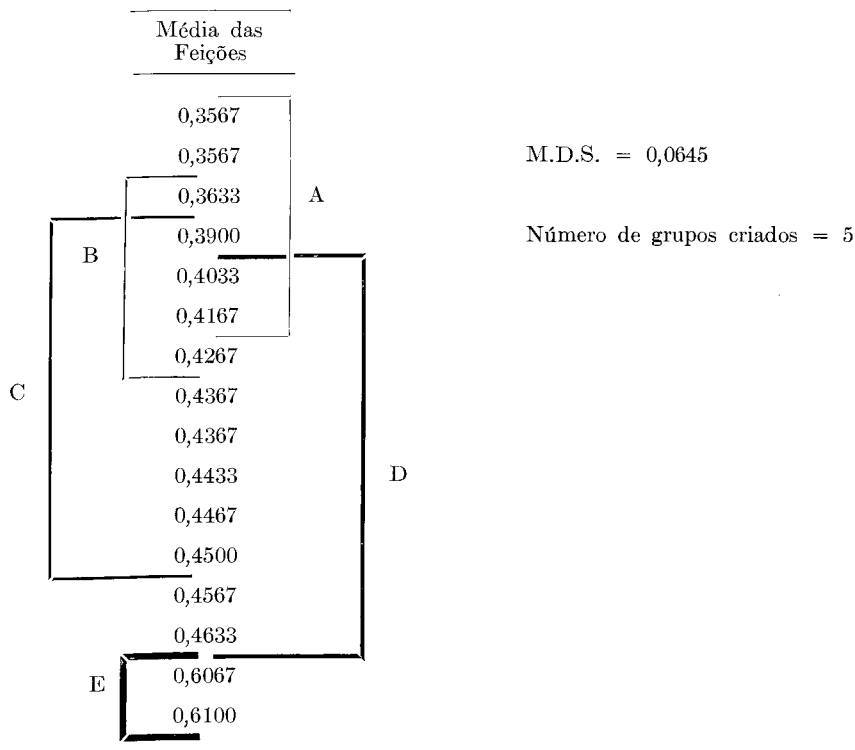 Média das
Feições
0,3567
0,3567
M.D.S. = 0,0645
0,3633
A
0,3900
Número de grupos criados = 5
B
0,4033
0,4167
0,4267
C
0,4367
0,4367
0,4433
D
0,4467
0,4500
0,4567
0,4633
E
0,6067
0,6100